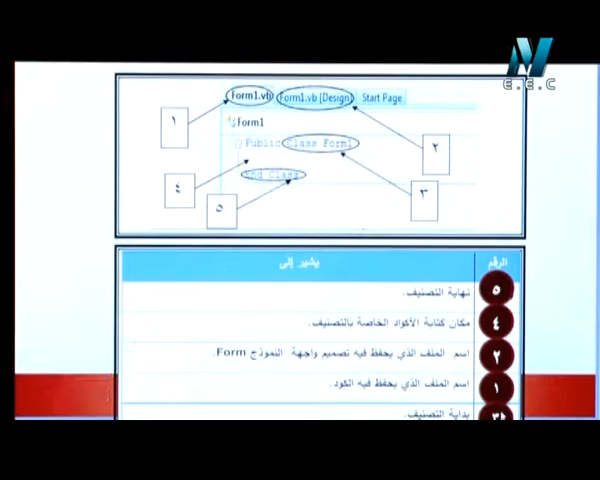 E.E.C
Form1.vb Form1.vb [Design] Start Page
١
Form1
Public Class Form1
٢
End Class
٤
٣
٥
الرقم يشير إلى
٥ نهاية التصنيف.
٤ مكان كتابة الأكواد الخاصة بالتصنيف.
٢ اسم الملف الذي يحفظ فيه تصميم واجهة النموذج Form.
١ اسم الملف الذي يحفظ فيه الكود.
٣ بداية التصنيف.